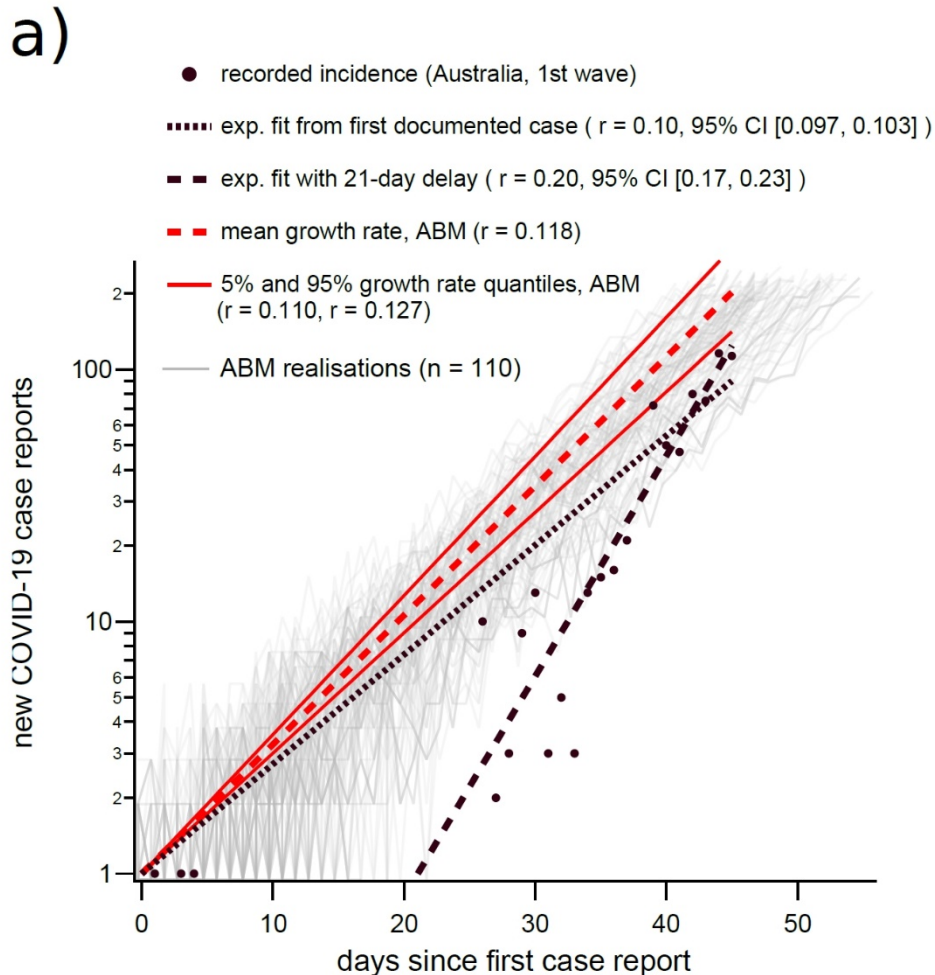 a)
recorded incidence (Australia, 1st wave)
exp. fit from first documented case ( r = 0.10, 95% CI [0.097, 0.103] )
exp. fit with 21-day delay ( r = 0.20, 95% CI [0.17, 0.23] )
mean growth rate, ABM (r = 0.118)
5% and 95% growth rate quantiles, ABM
(r = 0.110, r = 0.127)
ABM realisations (n = 110)
new COVID-19 case reports
2
100
6
5
4
3
2
10
6
5
4
3
2
1
0
10
20
30
40
50
days since first case report